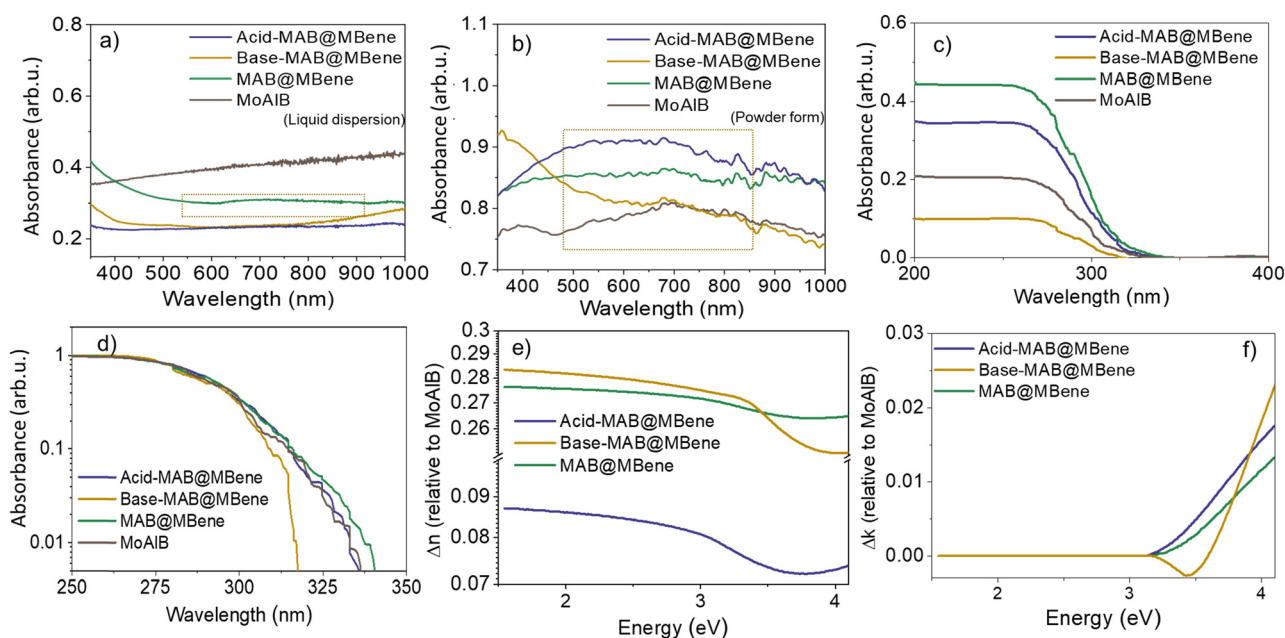 a)
0.8
0.6
0.4
0.2
Absorbance (arb.u.)
Acid-MAB@MBene
Base-MAB@MBene
MAB@MBene
MoAlB
(Liquid dispersion)
400 500 600 700 800 900 1000
Wavelength (nm)
b)
1.1
1.0
0.9
0.8
0.7
Absorbance (arb.u.)
Acid-MAB@MBene
Base-MAB@MBene
MAB@MBene
MoAlB
(Powder form)
400 500 600 700 800 900 1000
Wavelength (nm)
c)
0.6
0.4
0.2
0.0
Absorbance (arb.u.)
Acid-MAB@MBene
Base-MAB@MBene
MAB@MBene
MoAlB
200 300 400
Wavelength (nm)
d)
1
0.1
0.01
Absorbance (arb.u.)
Acid-MAB@MBene
Base-MAB@MBene
MAB@MBene
MoAlB
250 275 300 325 350
Wavelength (nm)
e)
0.30
0.29
0.28
0.27
0.26
0.09
0.08
0.07
Δn (relative to MoAlB)
Acid-MAB@MBene
Base-MAB@MBene
MAB@MBene
2 3 4
Energy (eV)
f)
0.03
0.02
0.01
0.00
Δk (relative to MoAlB)
Acid-MAB@MBene
Base-MAB@MBene
MAB@MBene
2 3 4
Energy (eV)